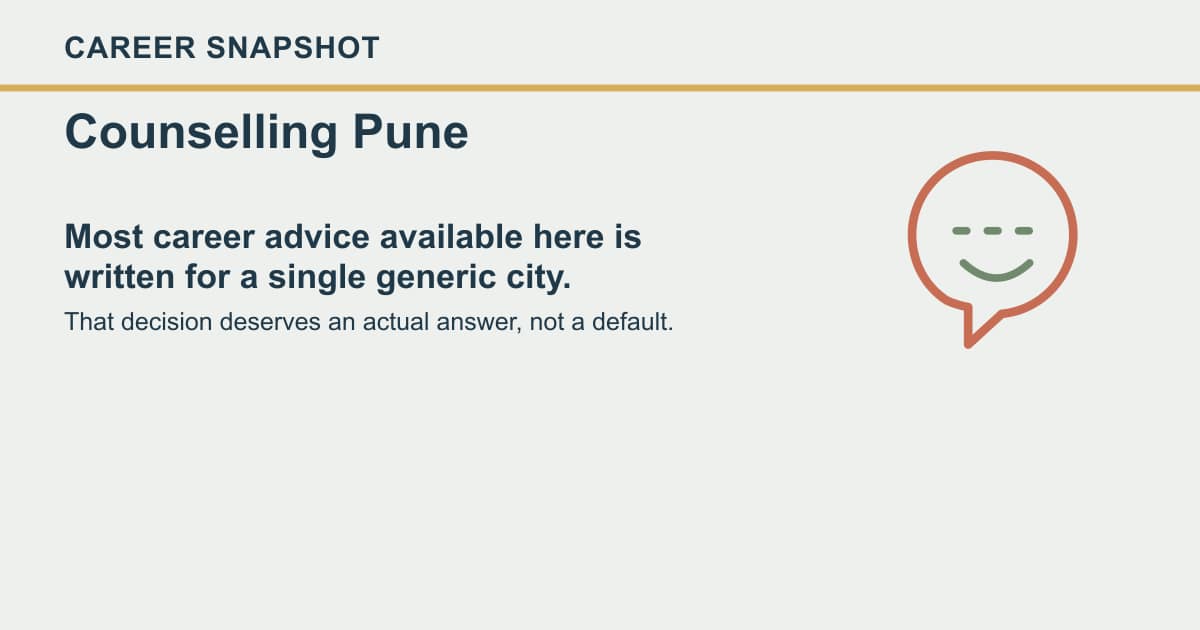 CAREER SNAPSHOT
Counselling Pune
Most career advice available here is
written for a single generic city.
That decision deserves an actual answer, not a default.